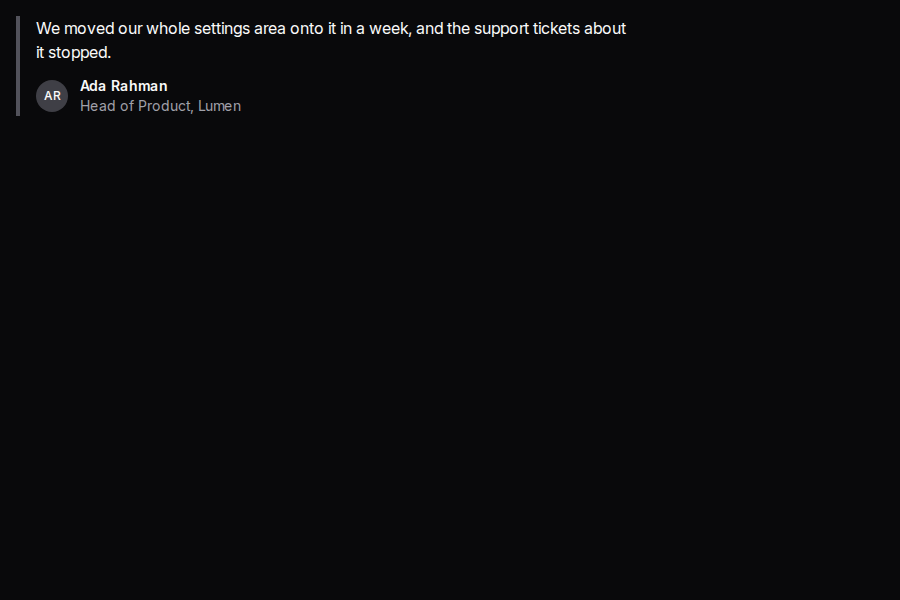 We moved our whole settings area onto it in a week, and the support tickets about
it stopped.
AR
Ada Rahman
Head of Product, Lumen